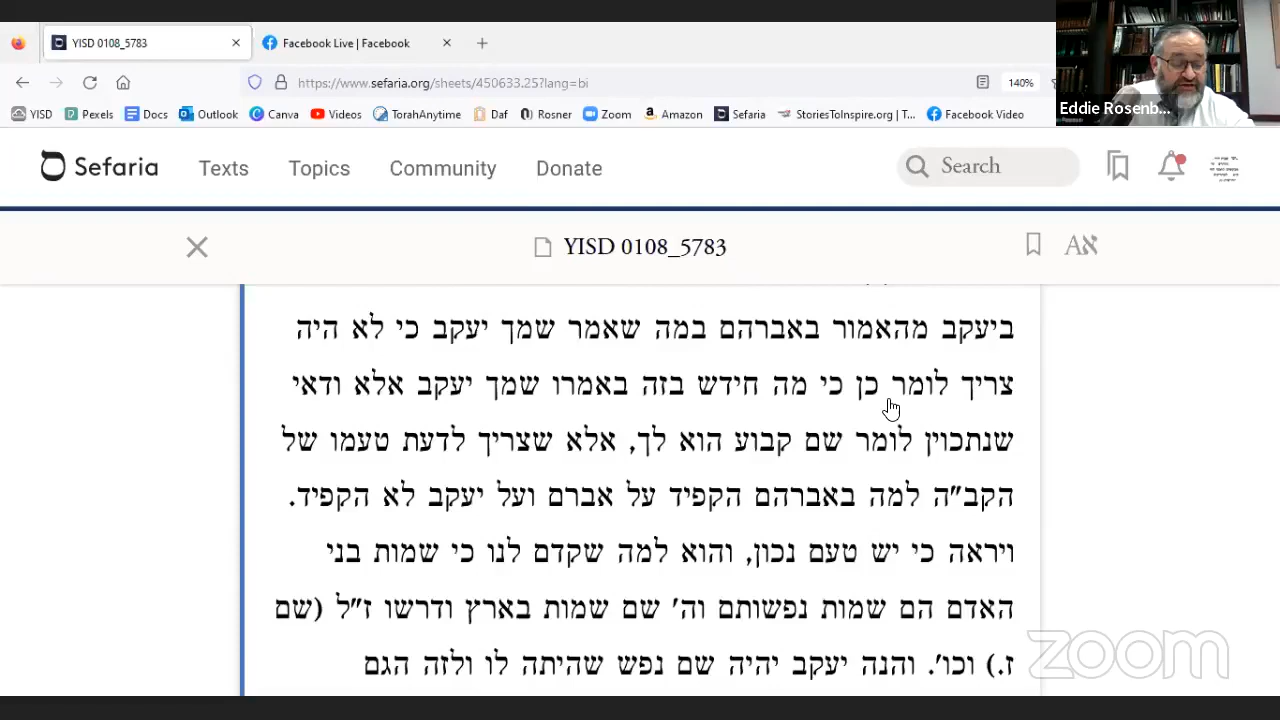 YISD 0108_5783
Facebook Live | Facebook
https://www.sefaria.org/sheets/450633.25?lang=bi
140%
YISD Pexels Docs Outlook Canva Videos TorahAnytime Daf Rosner Zoom Amazon Sefaria StoriesToInspire.org | T... Facebook Video
Eddie Rosenb...
Sefaria Texts Topics Community Donate Search
YISD 0108_5783 Aא
ביעקב מהאמור באברהם במה שאמר שמך יעקב כי לא היה
צריך לומר כן כי מה חידש בזה באמרו שמך יעקב אלא ודאי
שנתכוין לומר שם קבוע הוא לך, אלא שצריך לדעת טעמו של
הקב"ה למה באברהם הקפיד על אברם ועל יעקב לא הקפיד.
ויראה כי יש טעם נכון, והוא למה שקדם לנו כי שמות בני
האדם הם שמות נפשותם וה' שם שמות בארץ ודרשו ז"ל (שם
ז.) וכו'. והנה יעקב יהיה שם נפש שהיתה לו ולזה הגם
zoom